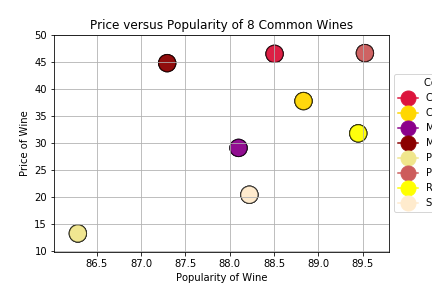 Price versus Popularity of 8 Common Wines
Price of Wine
50
45
40
35
30
25
20
15
10
86.5 87.0 87.5 88.0 88.5 89.0 89.5
Popularity of Wine
C
C
C
M
M
P
P
R
S